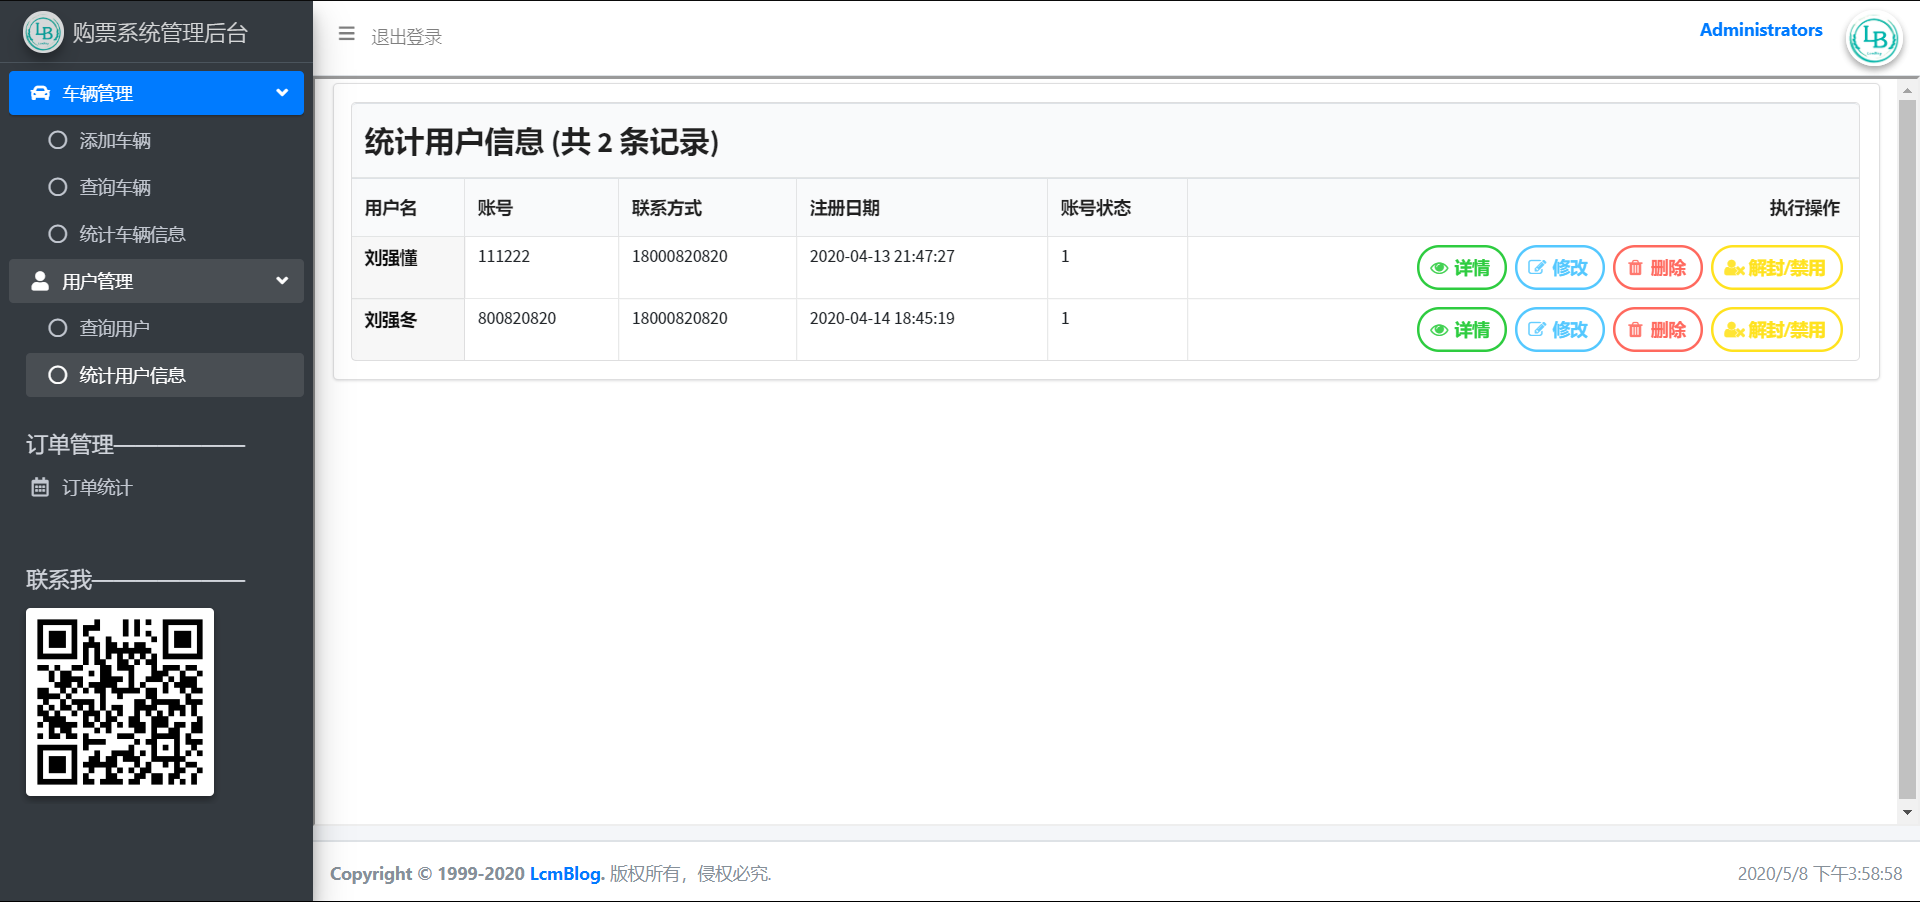 LB 购票系统管理后台
退出登录
Administrators
LB
车辆管理
添加车辆
查询车辆
统计车辆信息
用户管理
查询用户
统计用户信息
订单管理——————
订单统计
联系我———————
统计用户信息 (共 2 条记录)
用户名 账号 联系方式 注册日期 账号状态 执行操作
刘强懂 111222 18000820820 2020-04-13 21:47:27 1 详情 修改 删除 解封/禁用
刘强冬 800820820 18000820820 2020-04-14 18:45:19 1 详情 修改 删除 解封/禁用
Copyright © 1999-2020 LcmBlog. 版权所有，侵权必究.
2020/5/8 下午3:58:58